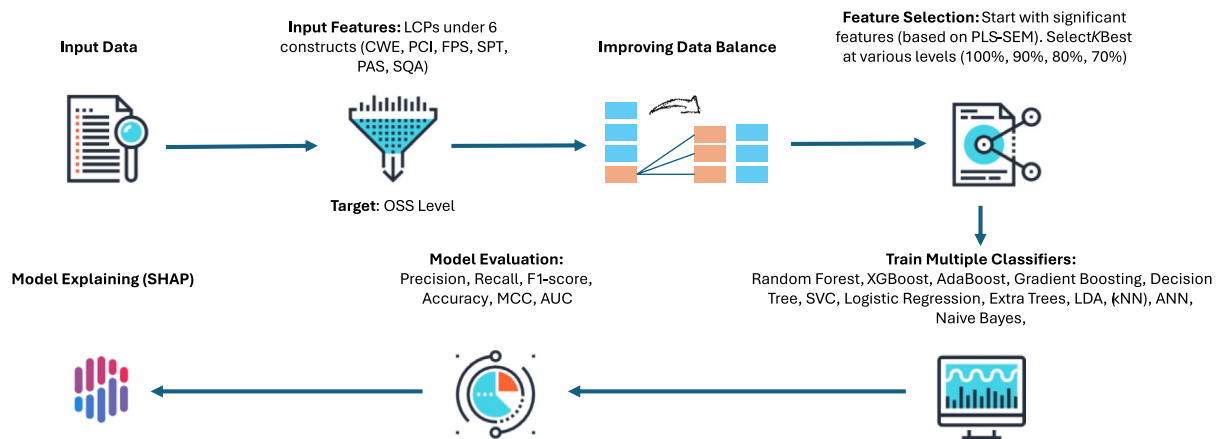 Input Data
Input Features: LCPs under 6
constructs (CWE, PCI, FPS, SPT,
PAS, SQA)
Target: OSS Level
Improving Data Balance
Feature Selection: Start with significant
features (based on PLS-SEM). SelectKBest
at various levels (100%, 90%, 80%, 70%)
Train Multiple Classifiers:
Random Forest, XGBoost, AdaBoost, Gradient Boosting, Decision
Tree, SVC, Logistic Regression, Extra Trees, LDA, (kNN), ANN,
Naive Bayes,
Model Evaluation:
Precision, Recall, F1-score,
Accuracy, MCC, AUC
Model Explaining (SHAP)